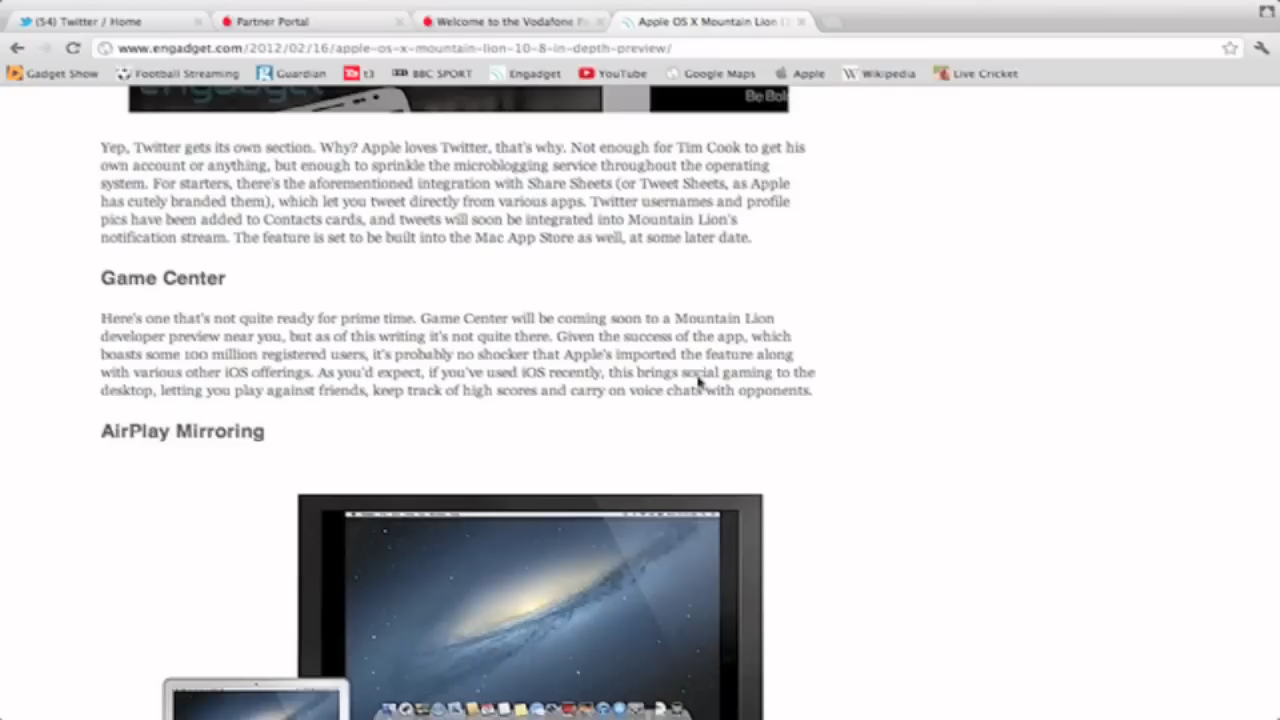 (54) Twitter / Home
Partner Portal
Welcome to the Vodafone
Apple OS X Mountain Lion
www.engadget.com/2012/02/16/apple-os-x-mountain-lion-10-8-in-depth-preview/
Gadget Show
Football Streaming
Guardian
t3
BBC SPORT
Engadget
YouTube
Google Maps
Apple
Wikipedia
Live Cricket
engadget
Be Bol
Yep, Twitter gets its own section. Why? Apple loves Twitter, that's why. Not enough for Tim Cook to get his
own account or anything, but enough to sprinkle the microblogging service throughout the operating
system. For starters, there's the aforementioned integration with Share Sheets (or Tweet Sheets, as Apple
has cutely branded them), which let you tweet directly from various apps. Twitter usernames and profile
pics have been added to Contacts cards, and tweets will soon be integrated into Mountain Lion's
notification stream. The feature is set to be built into the Mac App Store as well, at some later date.
Game Center
Here's one that's not quite ready for prime time. Game Center will be coming soon to a Mountain Lion
developer preview near you, but as of this writing it's not quite there. Given the success of the app, which
boasts some 100 million registered users, it's probably no shocker that Apple's imported the feature along
with various other iOS offerings. As you'd expect, if you've used iOS recently, this brings social gaming to the
desktop, letting you play against friends, keep track of high scores and carry on voice chats with opponents.
AirPlay Mirroring